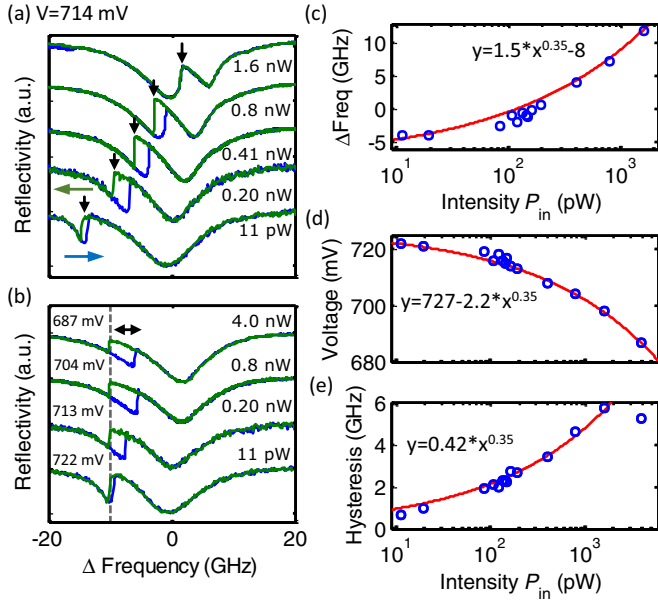 (a) V=714 mV
Reflectivity (a.u.)
1.6 nW
0.8 nW
0.41 nW
0.20 nW
11 pW
(b)
Reflectivity (a.u.)
687 mV
4.0 nW
704 mV
0.8 nW
713 mV
0.20 nW
722 mV
11 pW
-20 -10 0 10 20
Δ Frequency (GHz)
(c)
ΔFreq (GHz)
10
5
0
-5
y=1.5*x^0.35-8
10^1 10^2 10^3
Intensity P_in (pW)
(d)
Voltage (mV)
720
700
680
y=727-2.2*x^0.35
(e)
Hysteresis (GHz)
6
4
2
0
y=0.42*x^0.35
10^1 10^2 10^3
Intensity P_in (pW)